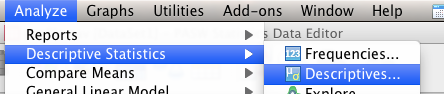 Analyze Graphs Utilities Add-ons Window Help
Reports
s Data Editor
Descriptive Statistics
Frequencies...
Descriptives...
Compare Means
Explore
General Linear Model